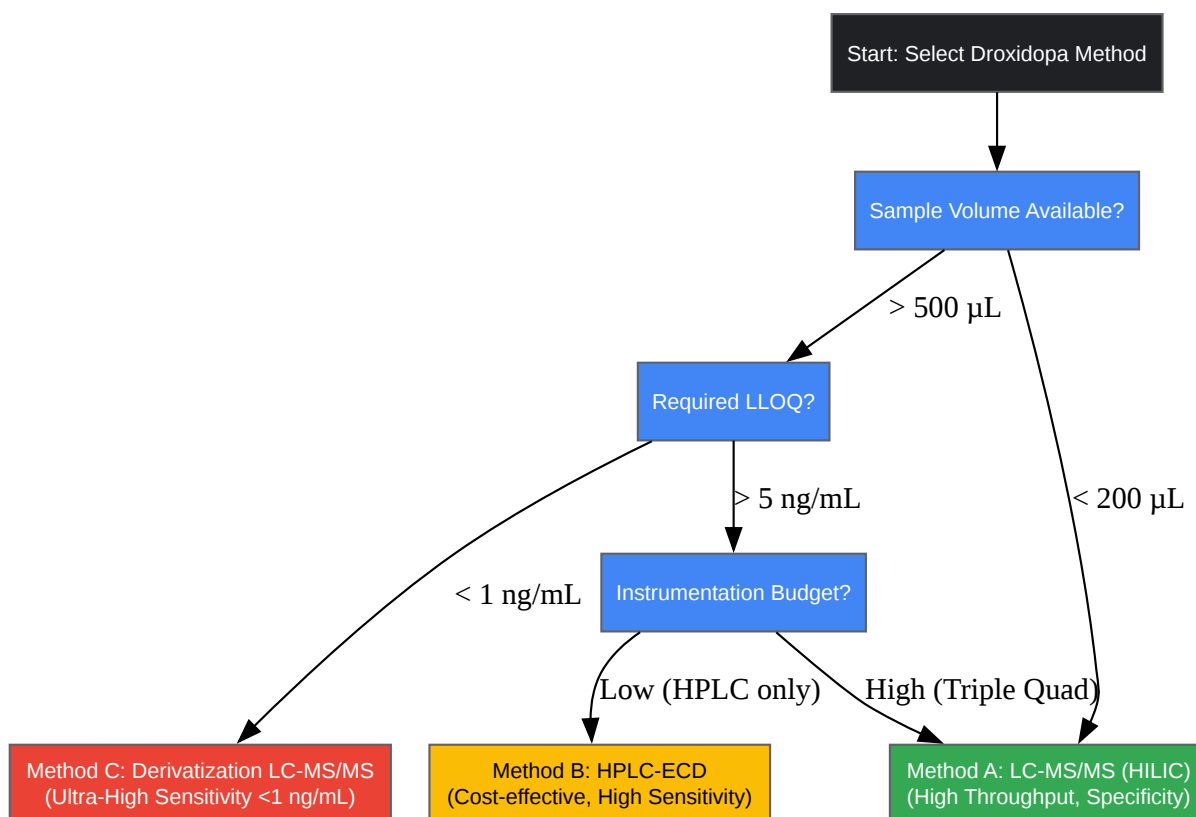 Start: Select Droxidopa Method
Sample Volume Available?
> 500 µL
Required LLOQ?
> 5 ng/mL
< 200 µL
< 1 ng/mL
Instrumentation Budget?
Low (HPLC only)
High (Triple Quad)
Method C: Derivatization LC-MS/MS
(Ultra-High Sensitivity <1 ng/mL)
Method B: HPLC-ECD
(Cost-effective, High Sensitivity)
Method A: LC-MS/MS (HILIC)
(High Throughput, Specificity)